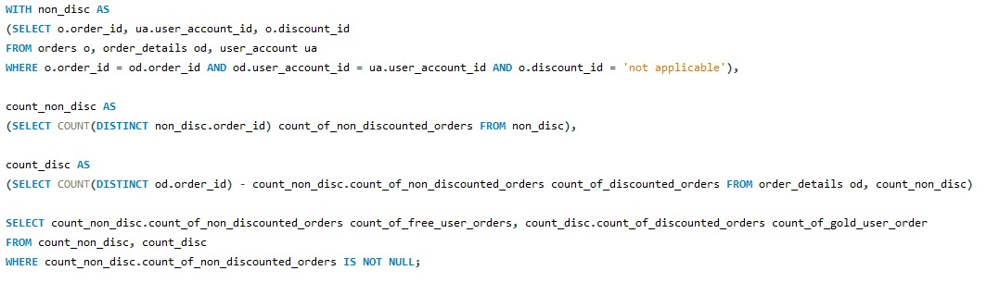 WITH non_disc AS
(SELECT o.order_id, ua.user_account_id, o.discount_id
FROM orders o, order_details od, user_account ua
WHERE o.order_id = od.order_id AND od.user_account_id = ua.user_account_id AND o.discount_id = 'not applicable'),
count_non_disc AS
(SELECT COUNT(DISTINCT non_disc.order_id) count_of_non_discounted_orders FROM non_disc),
count_disc AS
(SELECT COUNT(DISTINCT od.order_id) - count_non_disc.count_of_non_discounted_orders count_of_discounted_orders FROM order_details od, count_non_disc)
SELECT count_non_disc.count_of_non_discounted_orders count_of_free_user_orders, count_disc.count_of_discounted_orders count_of_gold_user_order
FROM count_non_disc, count_disc
WHERE count_non_disc.count_of_non_discounted_orders IS NOT NULL;